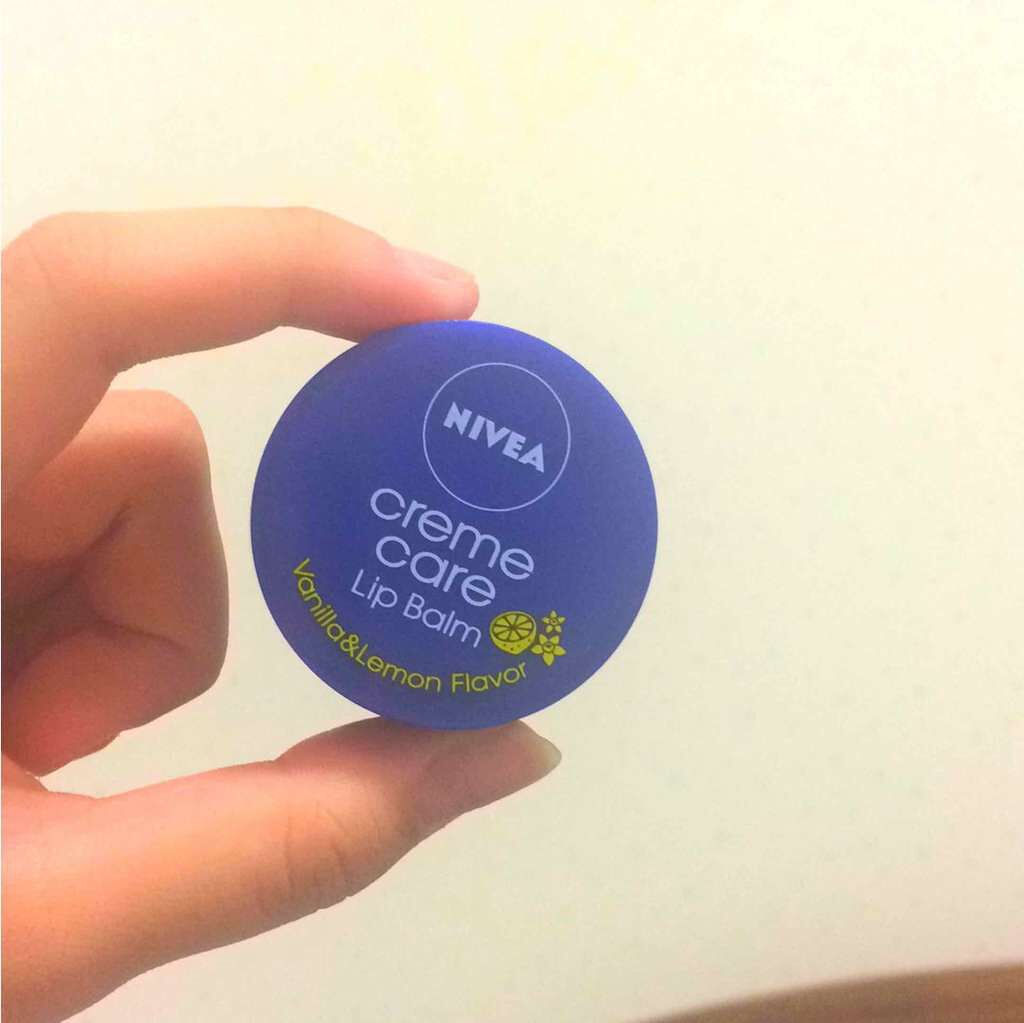 NIVEA
creme
care
Lip Balm
Vanilla&Lemon Flavor